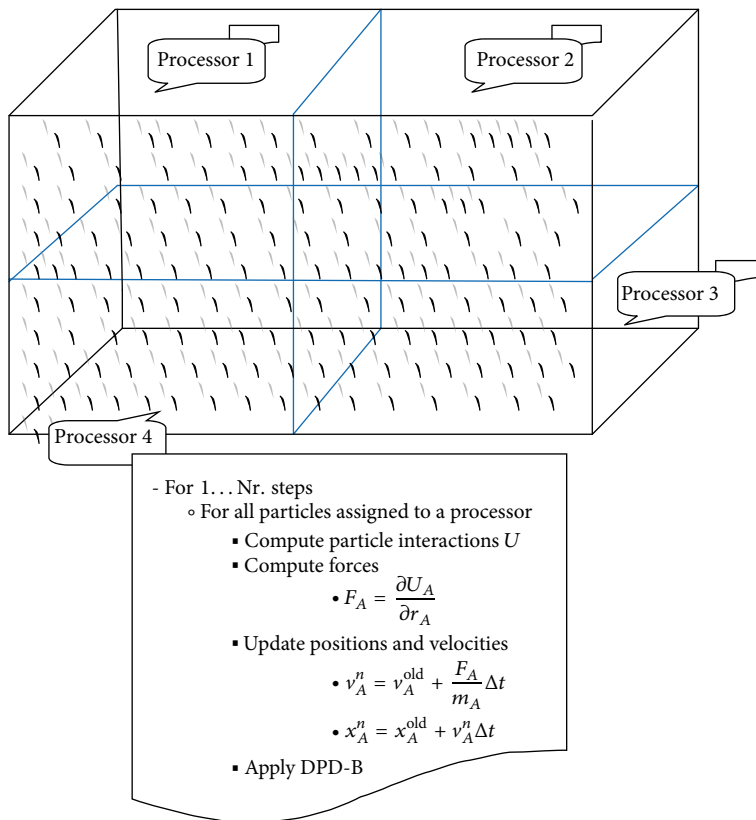 Processor 1
Processor 2
Processor 3
Processor 4
- For 1... Nr. steps
∘ For all particles assigned to a processor
▪ Compute particle interactions U
▪ Compute forces
• F_A = ∂U_A / ∂r_A
▪ Update positions and velocities
• v_A^n = v_A^old + F_A / m_A Δt
• x_A^n = x_A^old + v_A^n Δt
▪ Apply DPD-B